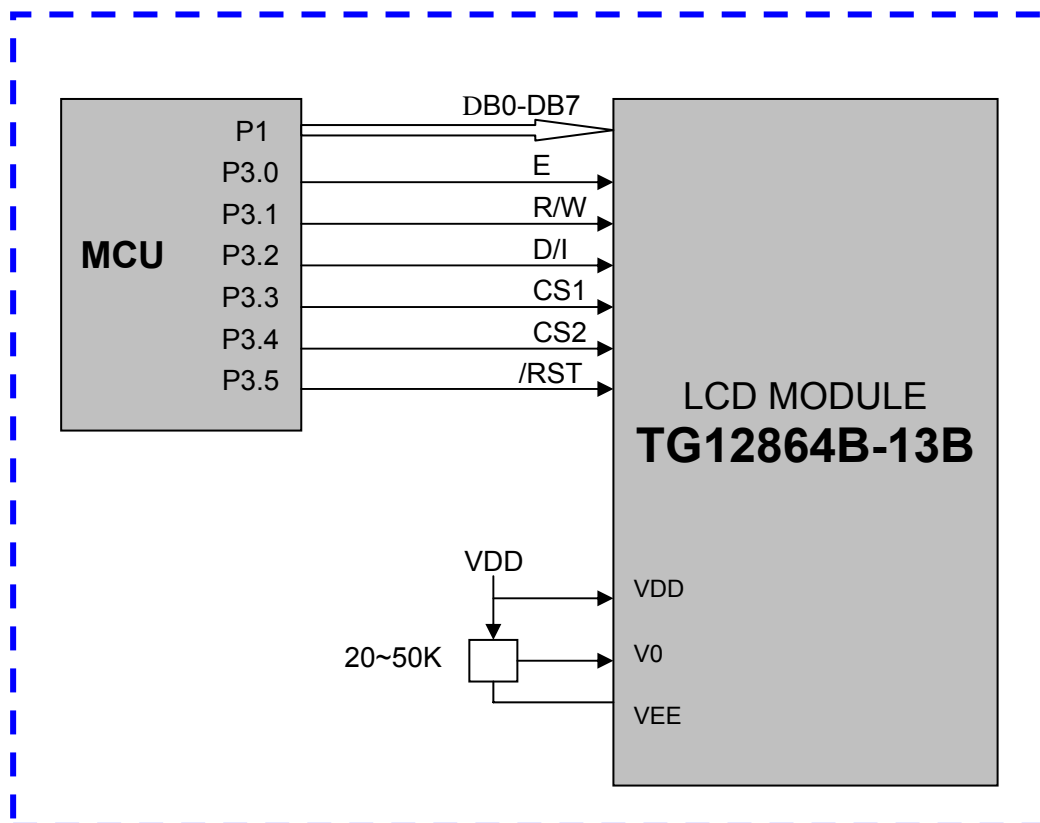 DB0-DB7
P1
E
P3.0
R/W
P3.1
D/I
MCU
P3.2
CS1
P3.3
CS2
P3.4
/RST
P3.5
LCD MODULE
TG12864B-13B
VDD
VDD
20~50K
V0
VEE